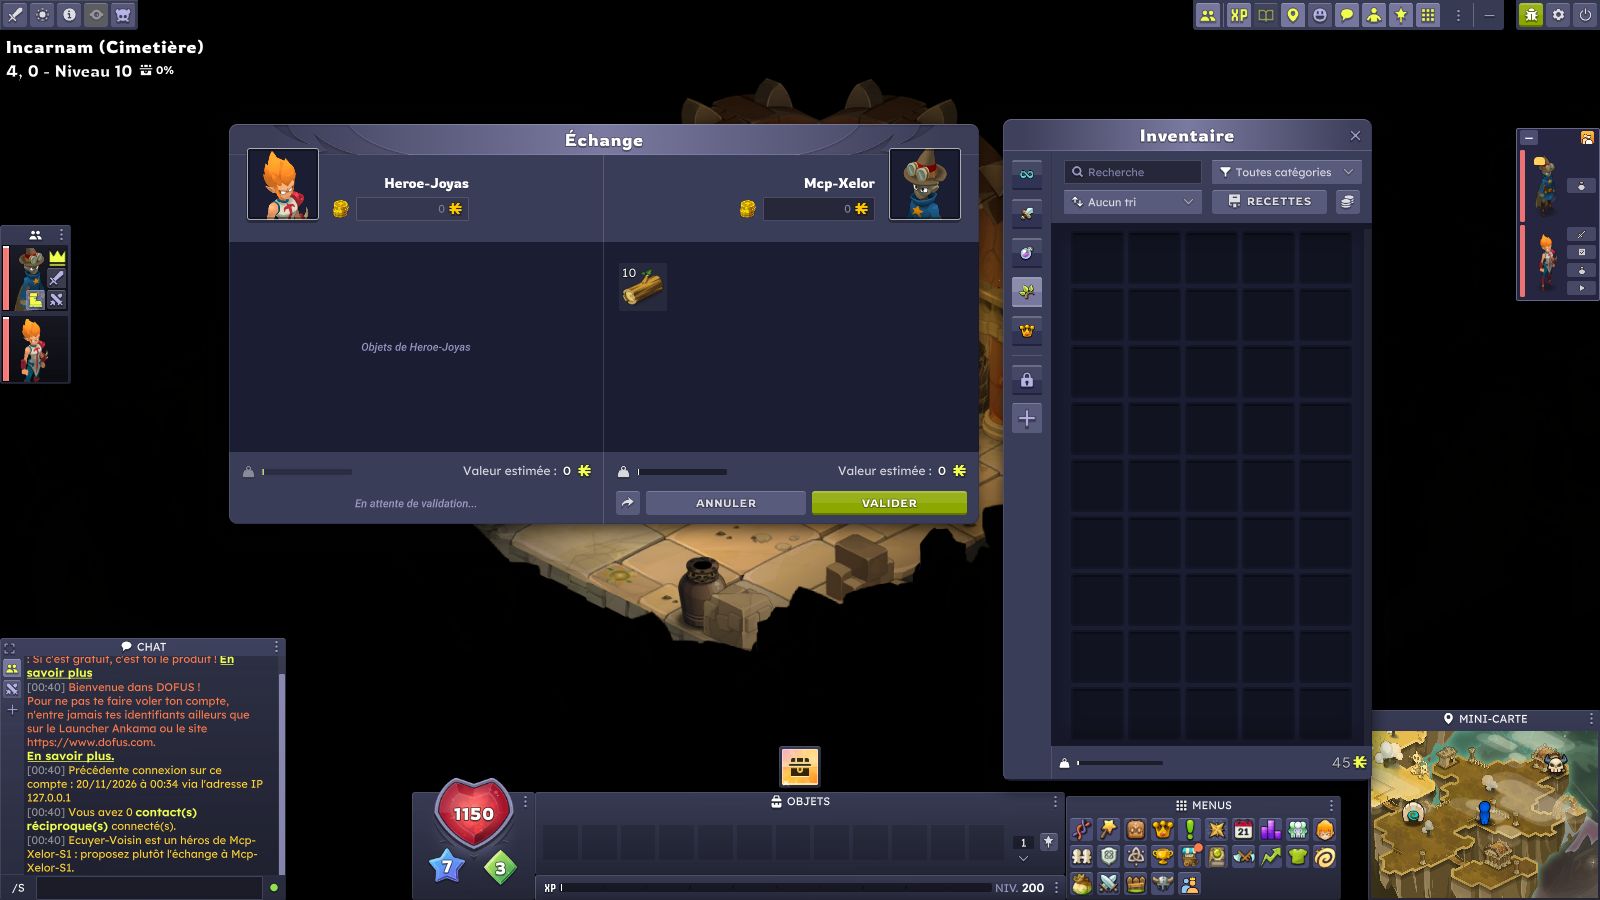 XP
Incarnam (Cimetière)
4, 0 - Niveau 10 0%
Échange
Heroe-Joyas
0
Mcp-Xelor
0
Objets de Heroe-Joyas
10
Valeur estimée : 0
En attente de validation...
Valeur estimée : 0
ANNULER
VALIDER
Inventaire
Recherche
Toutes catégories
Aucun tri
RECETTES
45
CHAT
: Si c'est gratuit, c'est toi le produit ! En
savoir plus
[00:40] Bienvenue dans DOFUS !
Pour ne pas te faire voler ton compte,
n'entre jamais tes identifiants ailleurs que
sur le Launcher Ankama ou le site
https://www.dofus.com.
En savoir plus.
[00:40] Précédente connexion sur ce
compte : 20/11/2026 à 00:34 via l'adresse IP
127.0.0.1
[00:40] Vous avez 0 contact(s)
réciproque(s) connecté(s).
[00:40] Ecuyer-Voisin est un héros de Mcp-
Xelor-S1 : proposez plutôt l'échange à Mcp-
Xelor-S1.
/S
1150
7
3
OBJETS
1
XP
NIV. 200
MENUS
21
MINI-CARTE